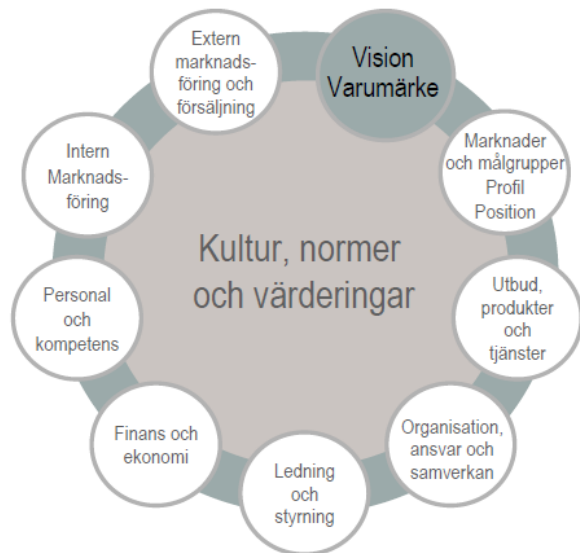 Vision
Varumärke
Marknader
och målgrupper
Profil
Position
Utbud,
produkter
och
tjänster
Organisation,
ansvar och
samverkan
Ledning
och
styrning
Finans och
ekonomi
Personal
och
kompetens
Intern
Marknads-
föring
Extern
marknads-
föring och
försäljning
Kultur, normer
och värderingar